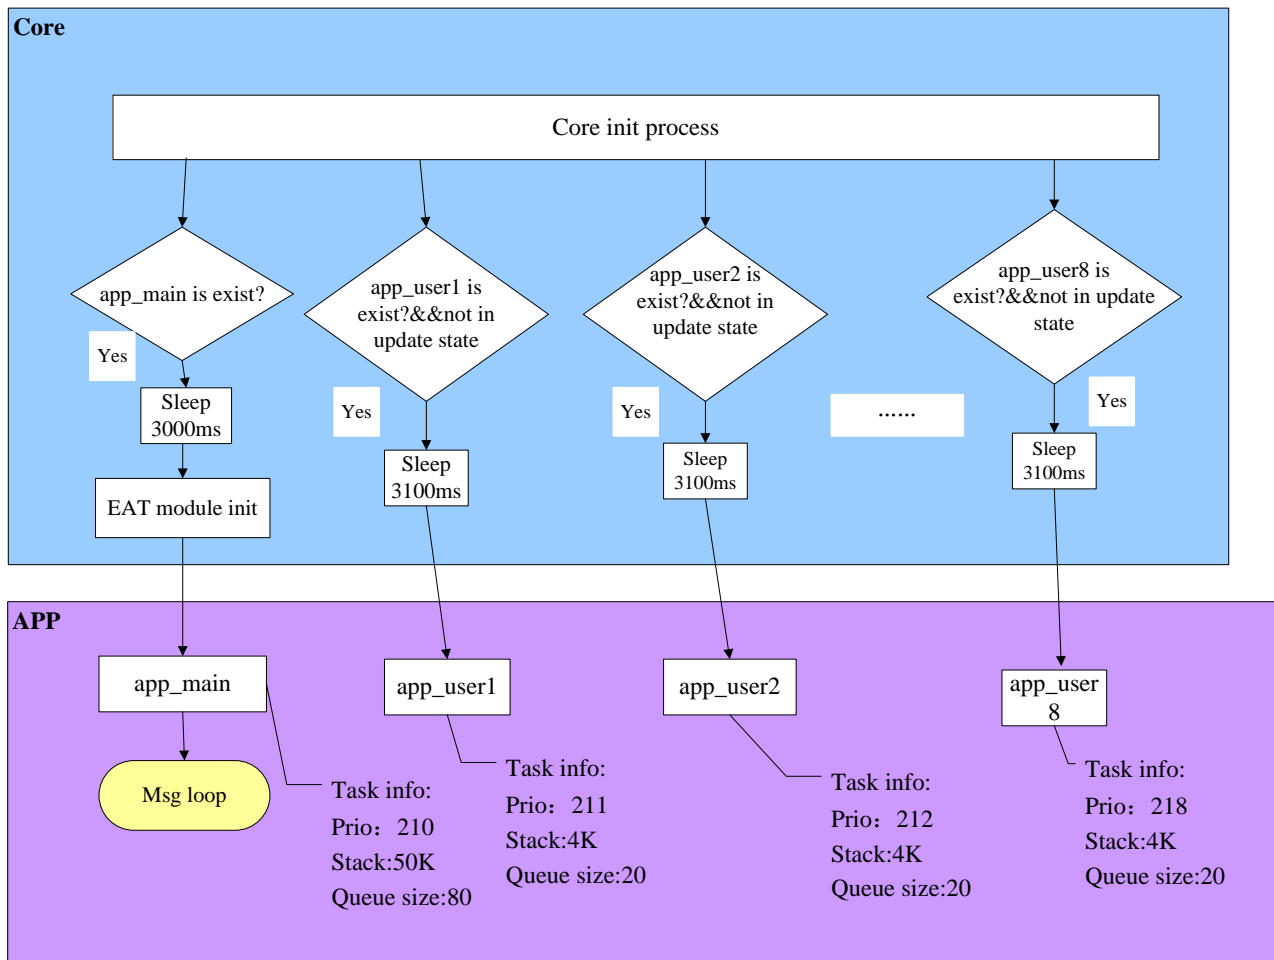 Core
Core init process
app_main is exist?
app_user1 is
exist?&&not in
update state
app_user2 is
exist?&&not in
update state
app_user8 is
exist?&&not in update
state
Yes
Yes
Yes
......
Yes
Sleep
3000ms
Sleep
3100ms
Sleep
3100ms
Sleep
3100ms
EAT module init
APP
app_main
app_user1
app_user2
app_user
8
Msg loop
Task info:
Prio：210
Stack:50K
Queue size:80
Task info:
Prio：211
Stack:4K
Queue size:20
Task info:
Prio：212
Stack:4K
Queue size:20
Task info:
Prio：218
Stack:4K
Queue size:20